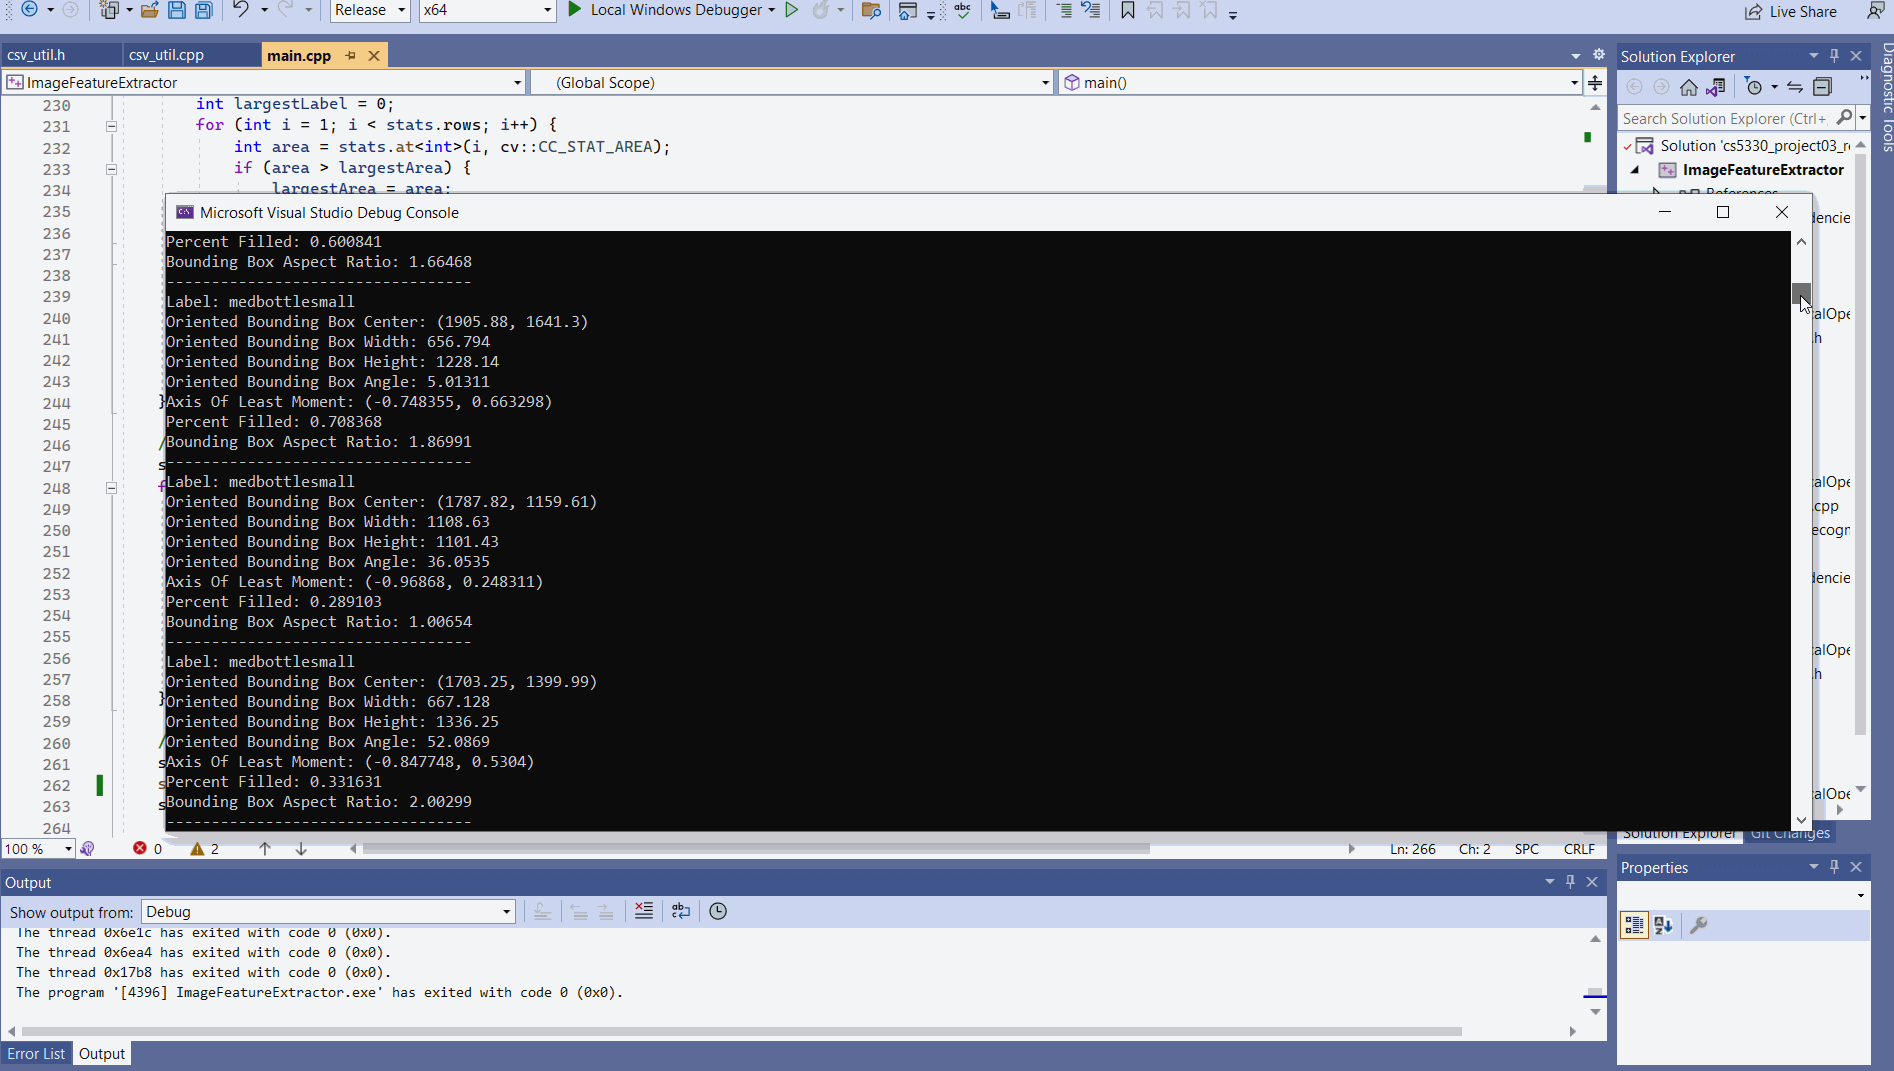 Release
x64
Local Windows Debugger
Live Share
csv_util.h
csv_util.cpp
main.cpp
Solution Explorer
Diagnostic Tools
ImageFeatureExtractor
(Global Scope)
main()
Search Solution Explorer (Ctrl+
Solution 'cs5330_project03_r
ImageFeatureExtractor
References
230 int largestLabel = 0;
231 for (int i = 1; i < stats.rows; i++) {
232 int area = stats.at<int>(i, cv::CC_STAT_AREA);
233 if (area > largestArea) {
234 largestArea = area;
235
236
237
238
239
240
241
242
243
244 }
245
246 /
247 s
248 f
249
250
251
252
253
254
255
256
257
258 }
259
260 /
261 s
262 s
263 s
264
Microsoft Visual Studio Debug Console
Percent Filled: 0.600841
Bounding Box Aspect Ratio: 1.66468
----------------------------------
Label: medbottlesmall
Oriented Bounding Box Center: (1905.88, 1641.3)
Oriented Bounding Box Width: 656.794
Oriented Bounding Box Height: 1228.14
Oriented Bounding Box Angle: 5.01311
Axis Of Least Moment: (-0.748355, 0.663298)
Percent Filled: 0.708368
Bounding Box Aspect Ratio: 1.86991
----------------------------------
Label: medbottlesmall
Oriented Bounding Box Center: (1787.82, 1159.61)
Oriented Bounding Box Width: 1108.63
Oriented Bounding Box Height: 1101.43
Oriented Bounding Box Angle: 36.0535
Axis Of Least Moment: (-0.96868, 0.248311)
Percent Filled: 0.289103
Bounding Box Aspect Ratio: 1.00654
----------------------------------
Label: medbottlesmall
Oriented Bounding Box Center: (1703.25, 1399.99)
Oriented Bounding Box Width: 667.128
Oriented Bounding Box Height: 1336.25
Oriented Bounding Box Angle: 52.0869
Axis Of Least Moment: (-0.847748, 0.5304)
Percent Filled: 0.331631
Bounding Box Aspect Ratio: 2.00299
----------------------------------
dencie
alOpe
.h
alOpe
.cpp
ecogn
dencie
alOpe
.h
alOpe
Solution Explorer
Git Changes
100 %
0
2
Ln: 266
Ch: 2
SPC
CRLF
Output
Show output from:
Debug
The thread 0x6e1c has exited with code 0 (0x0).
The thread 0x6ea4 has exited with code 0 (0x0).
The thread 0x17b8 has exited with code 0 (0x0).
The program '[4396] ImageFeatureExtractor.exe' has exited with code 0 (0x0).
Error List
Output
Properties